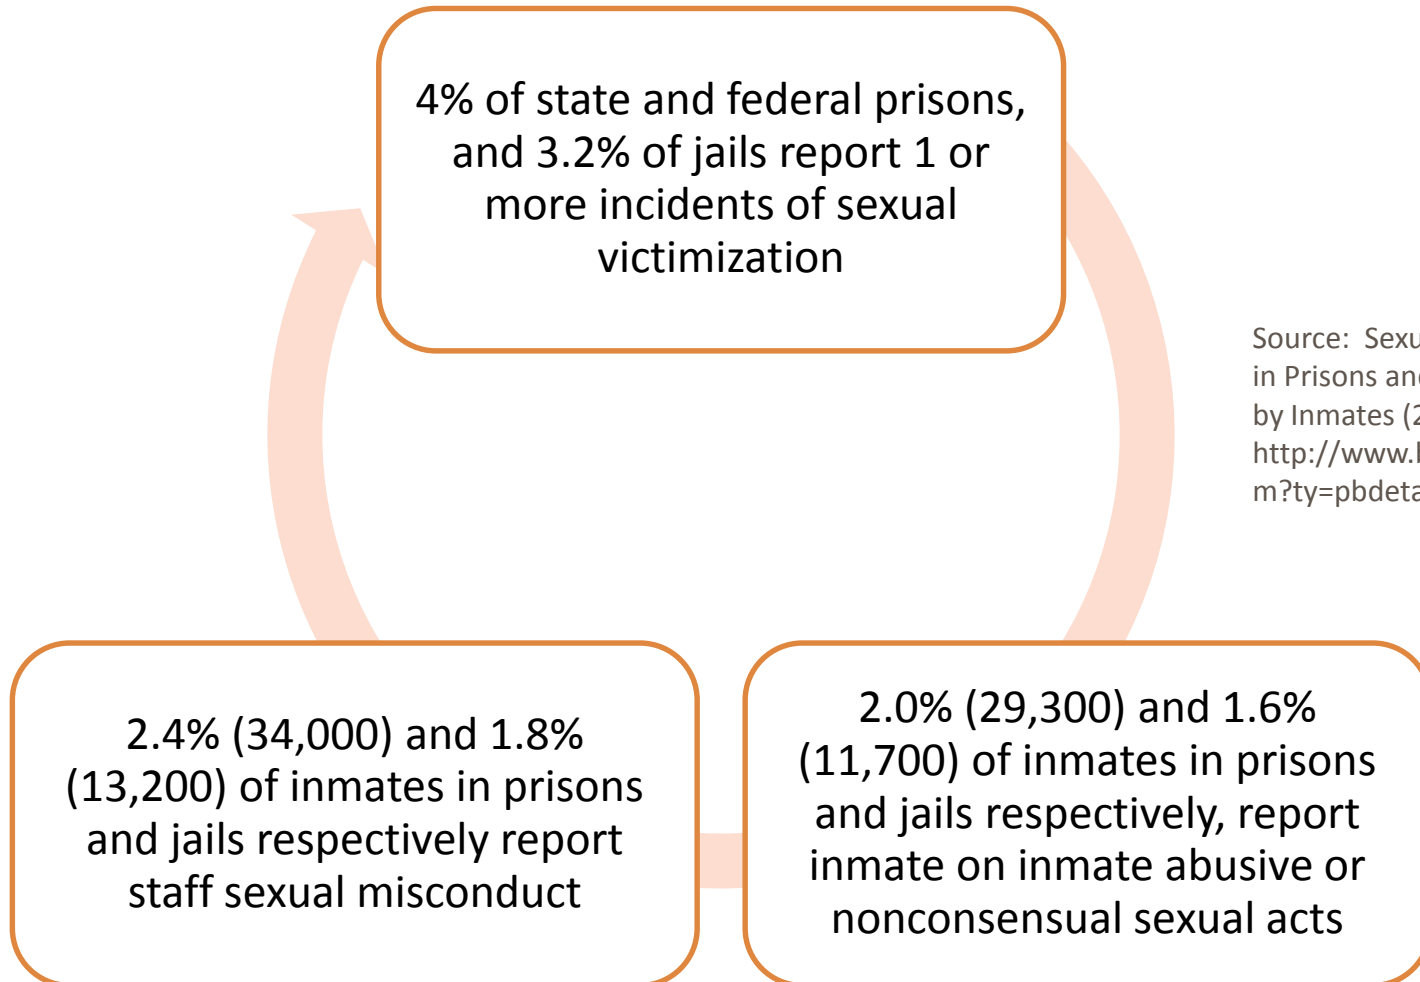 4% of state and federal prisons,
and 3.2% of jails report 1 or
more incidents of sexual
victimization
Source:  Sexu
in Prisons and
by Inmates (2
http://www.b
m?ty=pbdeta
2.4% (34,000) and 1.8%
(13,200) of inmates in prisons
and jails respectively report
staff sexual misconduct
2.0% (29,300) and 1.6%
(11,700) of inmates in prisons
and jails respectively, report
inmate on inmate abusive or
nonconsensual sexual acts